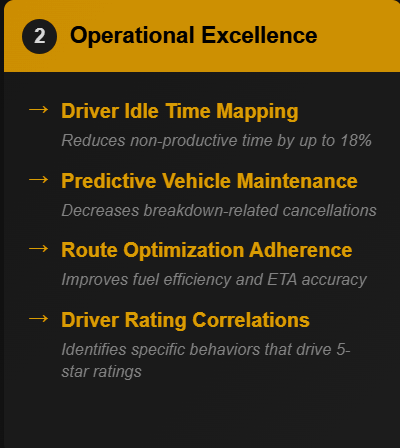 2 Operational Excellence
→ Driver Idle Time Mapping
Reduces non-productive time by up to 18%
→ Predictive Vehicle Maintenance
Decreases breakdown-related cancellations
→ Route Optimization Adherence
Improves fuel efficiency and ETA accuracy
→ Driver Rating Correlations
Identifies specific behaviors that drive 5-
star ratings